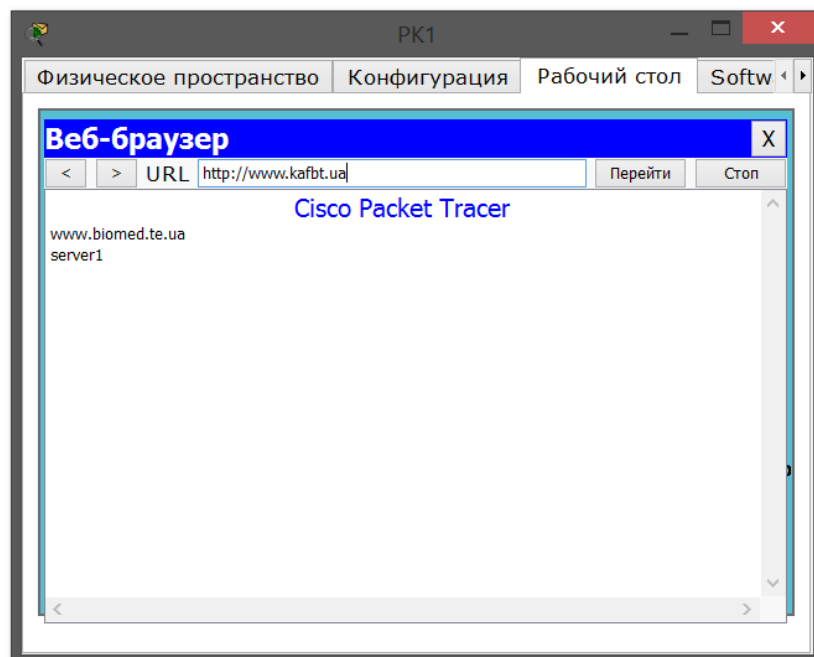 PK1
Физическое пространство Конфигурация Рабочий стол Softw
Веб-браузер X
< > URL http://www.kafbt.ua Перейти Стоп
Cisco Packet Tracer
www.biomed.te.ua
server1